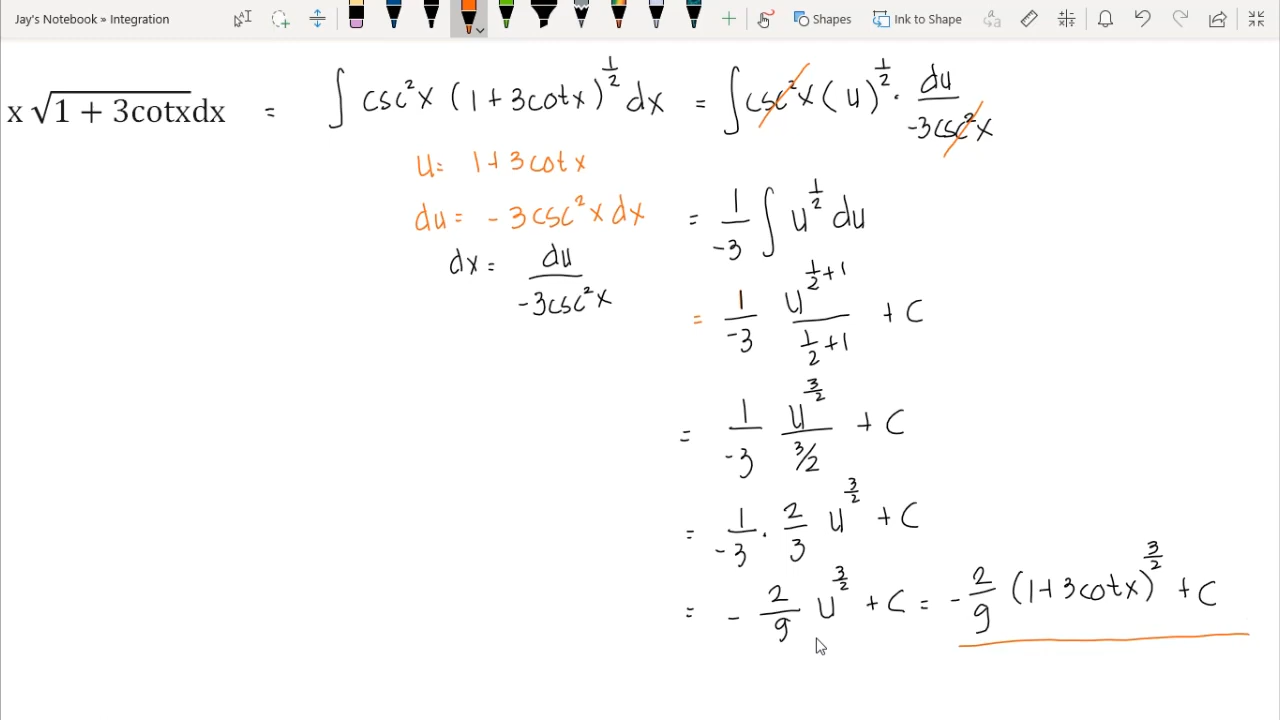 Jay's Notebook » Integration
Shapes Ink to Shape
x √(1 + 3cotx)dx = ∫ csc²x (1+3cotx)^(1/2) dx = ∫ csc²x (u)^(1/2) · du/(-3csc²x)
u = 1+3cotx
du = -3csc²x dx = 1/-3 ∫ u^(1/2) du
dx = du/(-3csc²x)
= 1/-3 u^(1/2+1)/(1/2+1) + C
= 1/-3 u^(3/2)/(3/2) + C
= 1/-3 · 2/3 u^(3/2) + C
= -2/9 u^(3/2) + C = -2/9 (1+3cotx)^(3/2) + C